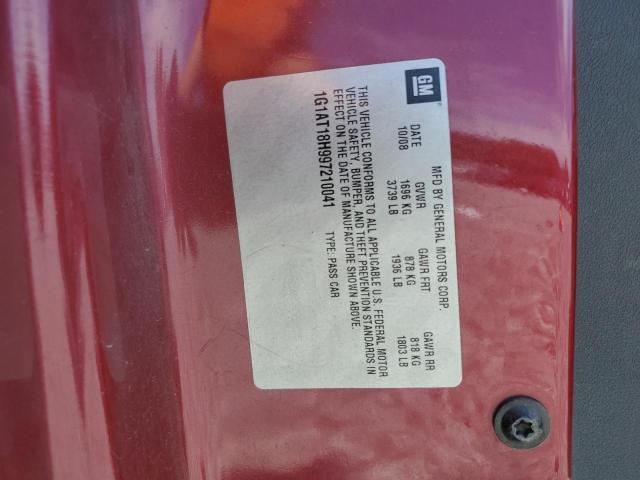 GM
MFD BY GENERAL MOTORS CORP.
DATE GVWR GAWR FRT GAWR RR
10/08 1696 KG 878 KG 818 KG
3739 LB 1936 LB 1803 LB
THIS VEHICLE CONFORMS TO ALL APPLICABLE U.S. FEDERAL MOTOR
VEHICLE SAFETY, BUMPER, AND THEFT PREVENTION STANDARDS IN
EFFECT ON THE DATE OF MANUFACTURE SHOWN ABOVE.
1G1AT18H997210041 TYPE: PASS CAR